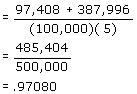 = 97,408 + 387,996
(100,000)( 5)
= 485,404
500,000
= .97080